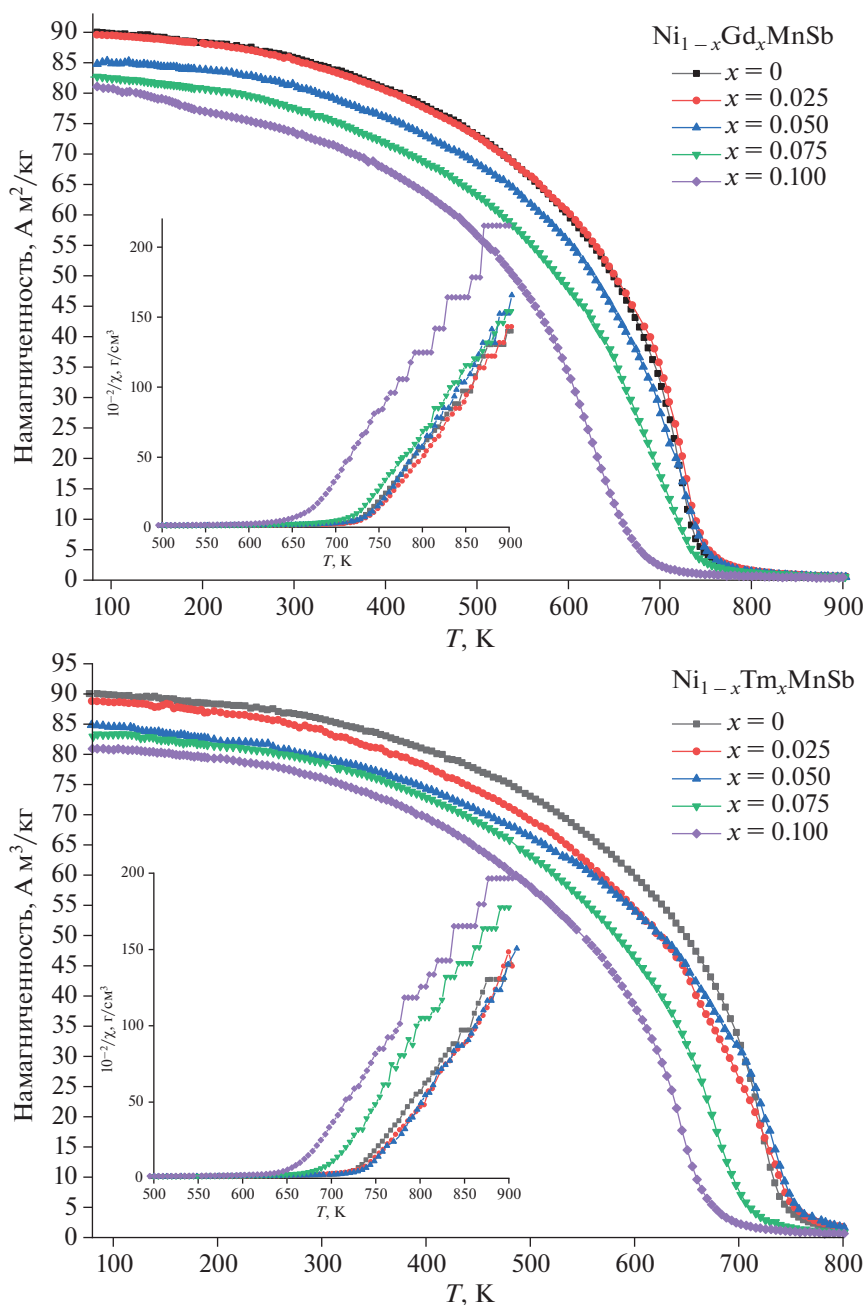 Ni1 – xGdxMnSb
x = 0
x = 0.025
x = 0.050
x = 0.075
x = 0.100
Намагниченность, А м²/кг
90
85
80
75
70
65
60
55
50
45
40
35
30
25
20
15
10
5
0
100 200 300 400 500 600 700 800 900
T, K
10⁻²/χ, г/см³
200
150
100
50
0
500 550 600 650 700 750 800 850 900
T, K
Ni1 – xTmxMnSb
x = 0
x = 0.025
x = 0.050
x = 0.075
x = 0.100
Намагниченность, А м³/кг
95
90
85
80
75
70
65
60
55
50
45
40
35
30
25
20
15
10
5
0
100 200 300 400 500 600 700 800
T, K
10⁻²/χ, г/см³
200
150
100
50
0
500 550 600 650 700 750 800 850 900
T, K